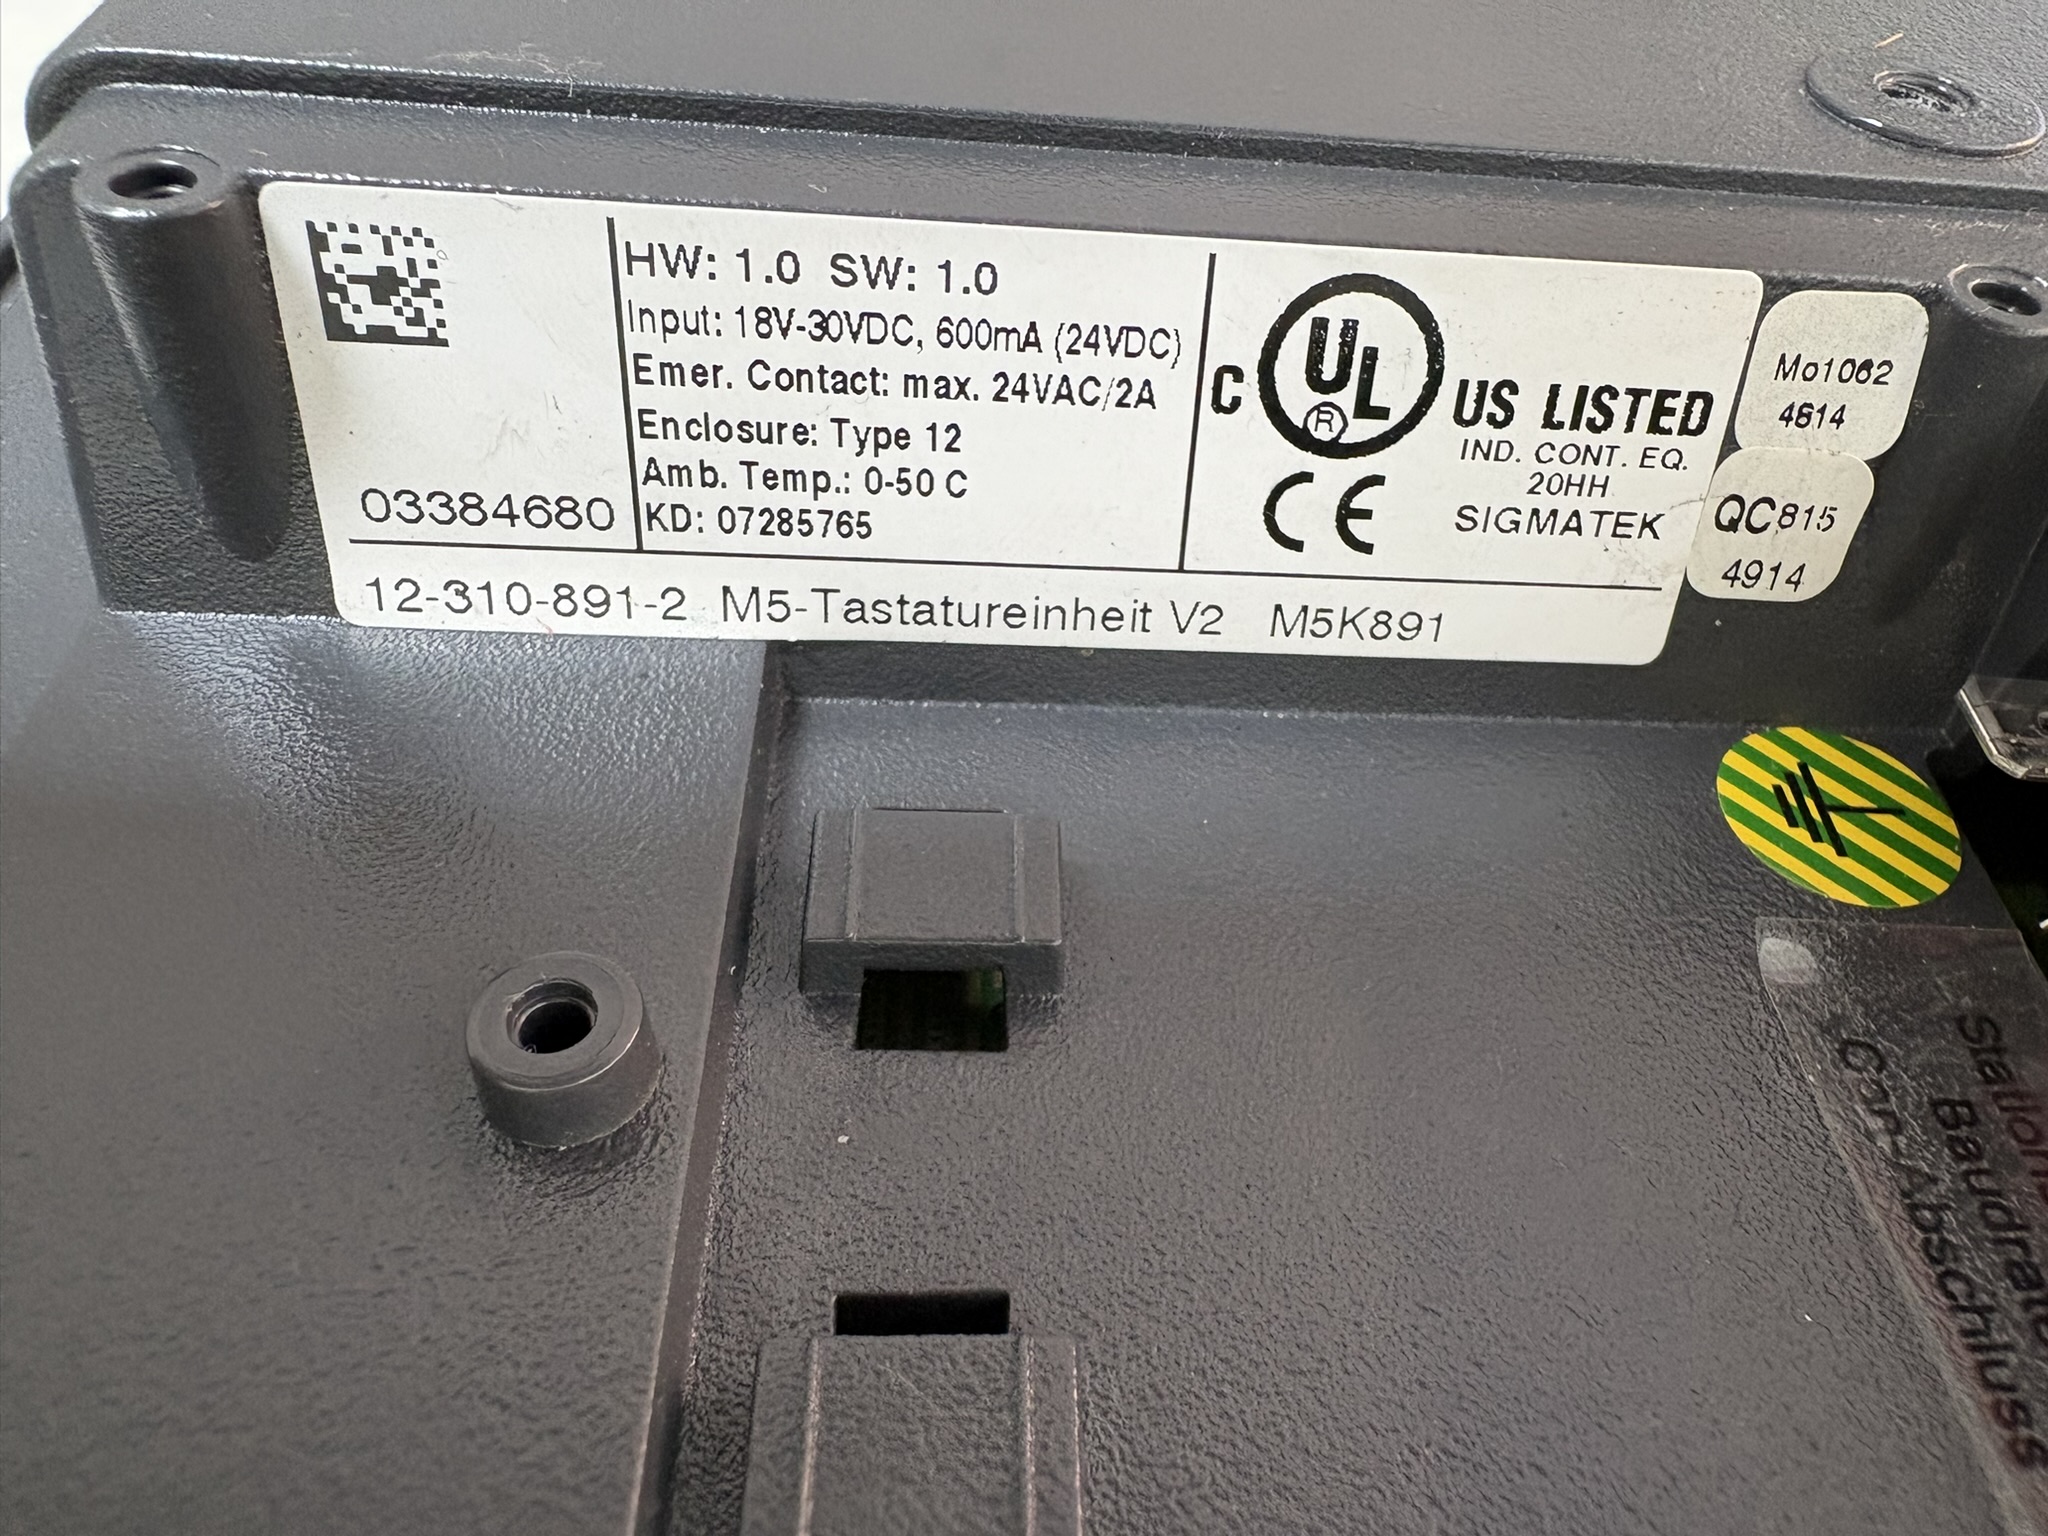 HW: 1.0 SW: 1.0
Input: 18V-30VDC, 600mA (24VDC)
Emer. Contact: max. 24VAC/2A
Enclosure: Type 12
Amb. Temp.: 0-50 C
KD: 07285765
03384680
C UL ® US LISTED
IND. CONT. EQ.
20HH
SIGMATEK
CE
12-310-891-2 M5-Tastatureinheit V2 M5K891
Mo1062
4614
QC815
4914
Baudrate
Can-Abschluss